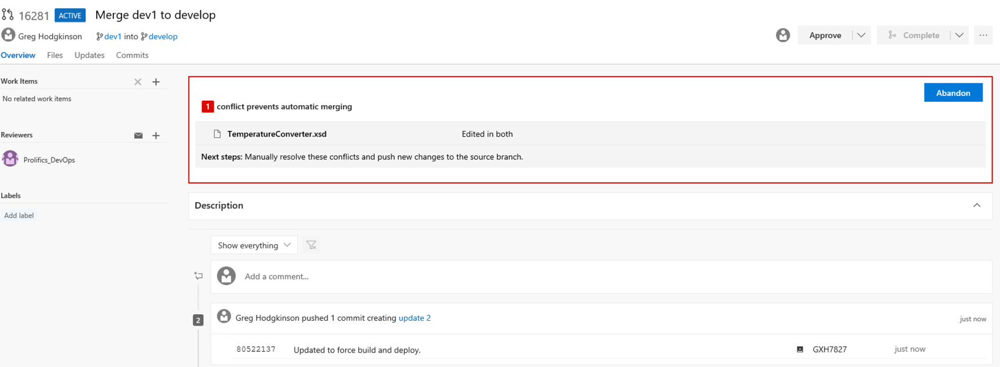 16281 ACTIVE Merge dev1 to develop
Greg Hodgkinson dev1 into develop
Approve Complete ...
Overview Files Updates Commits
Work Items
No related work items
Reviewers
Prolifics_DevOps
Labels
Add label
Abandon
1 conflict prevents automatic merging
TemperatureConverter.xsd Edited in both
Next steps: Manually resolve these conflicts and push new changes to the source branch.
Description
Show everything
Add a comment...
2 Greg Hodgkinson pushed 1 commit creating update 2 just now
80522137 Updated to force build and deploy. GXH7827 just now